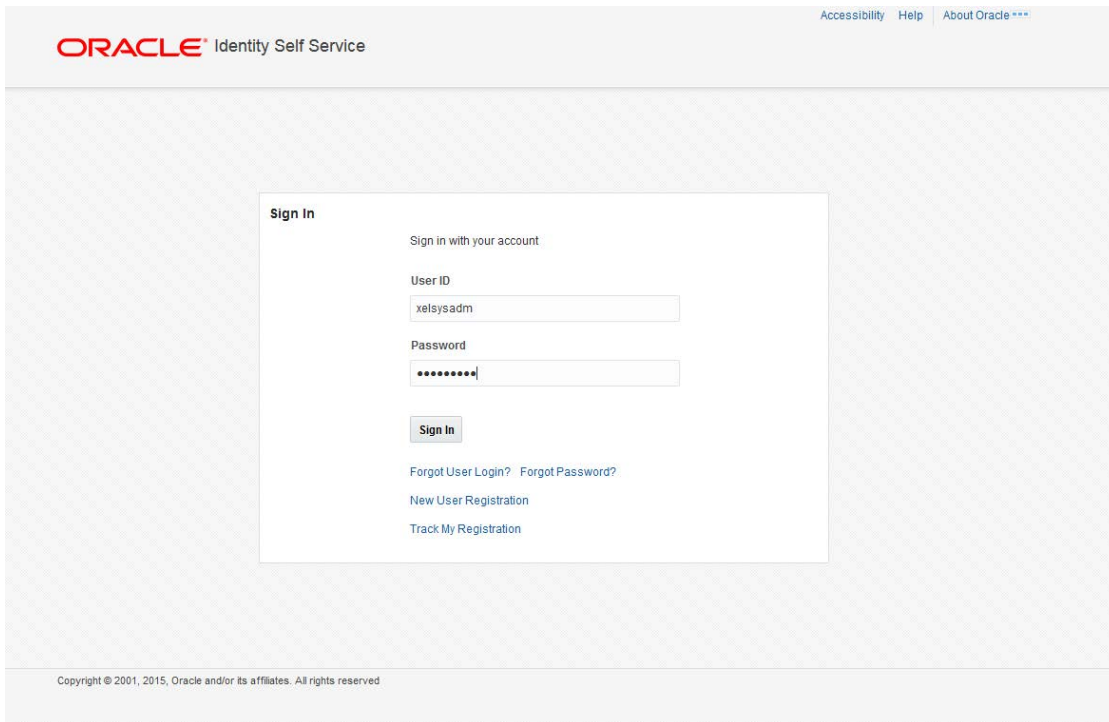 Accessibility Help About Oracle
ORACLE® Identity Self Service
Sign In
Sign in with your account
User ID
xelsysadm
Password
•••••••••
Sign In
Forgot User Login? Forgot Password?
New User Registration
Track My Registration
Copyright © 2001, 2015, Oracle and/or its affiliates. All rights reserved